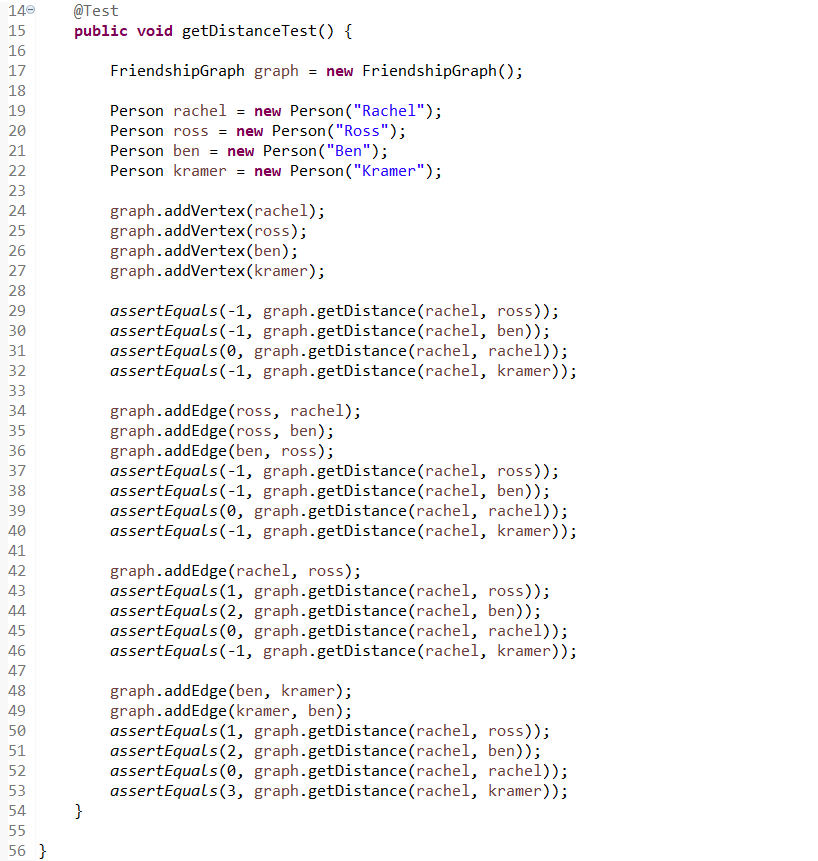 14 @Test
15 public void getDistanceTest() {
16
17 FriendshipGraph graph = new FriendshipGraph();
18
19 Person rachel = new Person("Rachel");
20 Person ross = new Person("Ross");
21 Person ben = new Person("Ben");
22 Person kramer = new Person("Kramer");
23
24 graph.addVertex(rachel);
25 graph.addVertex(ross);
26 graph.addVertex(ben);
27 graph.addVertex(kramer);
28
29 assertEquals(-1, graph.getDistance(rachel, ross));
30 assertEquals(-1, graph.getDistance(rachel, ben));
31 assertEquals(0, graph.getDistance(rachel, rachel));
32 assertEquals(-1, graph.getDistance(rachel, kramer));
33
34 graph.addEdge(ross, rachel);
35 graph.addEdge(ross, ben);
36 graph.addEdge(ben, ross);
37 assertEquals(-1, graph.getDistance(rachel, ross));
38 assertEquals(-1, graph.getDistance(rachel, ben));
39 assertEquals(0, graph.getDistance(rachel, rachel));
40 assertEquals(-1, graph.getDistance(rachel, kramer));
41
42 graph.addEdge(rachel, ross);
43 assertEquals(1, graph.getDistance(rachel, ross));
44 assertEquals(2, graph.getDistance(rachel, ben));
45 assertEquals(0, graph.getDistance(rachel, rachel));
46 assertEquals(-1, graph.getDistance(rachel, kramer));
47
48 graph.addEdge(ben, kramer);
49 graph.addEdge(kramer, ben);
50 assertEquals(1, graph.getDistance(rachel, ross));
51 assertEquals(2, graph.getDistance(rachel, ben));
52 assertEquals(0, graph.getDistance(rachel, rachel));
53 assertEquals(3, graph.getDistance(rachel, kramer));
54 }
55
56 }